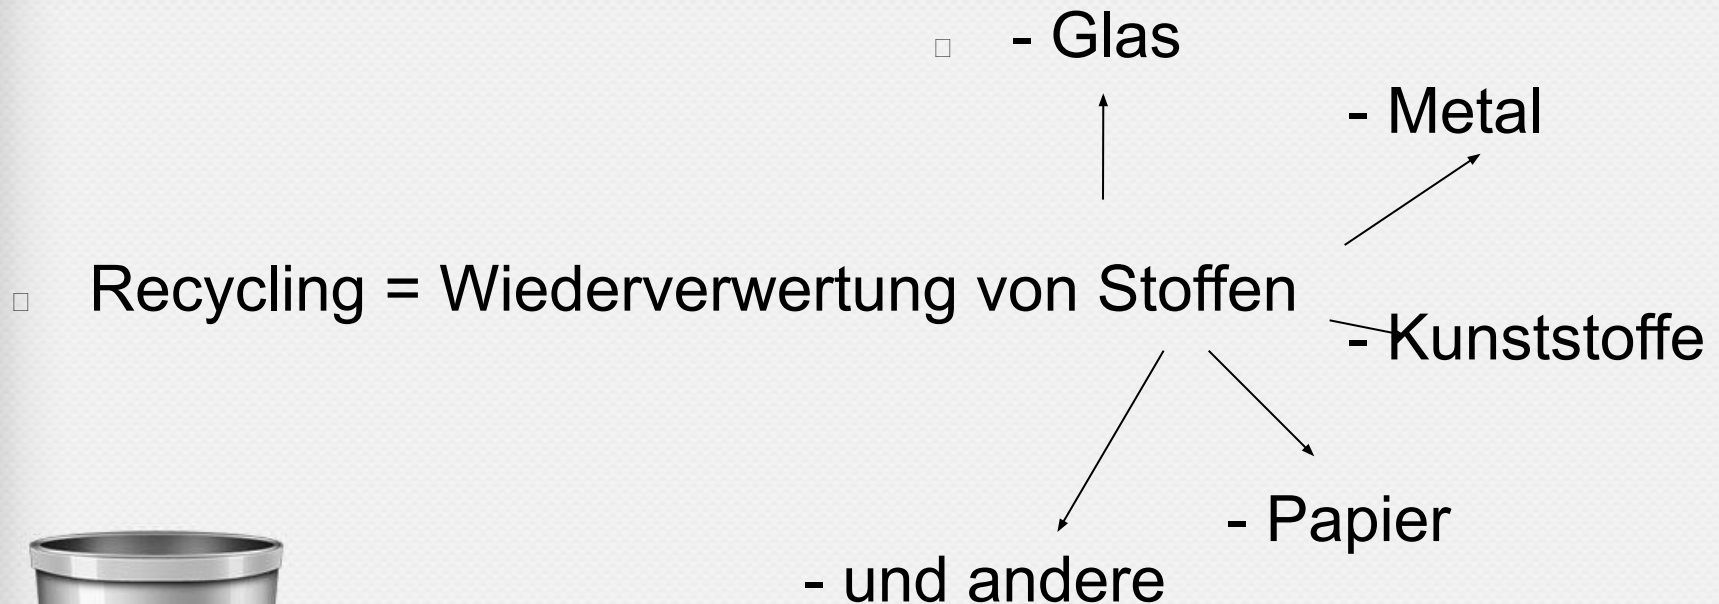 - Glas
- Metal
Recycling = Wiederverwertung von Stoffen
- Kunststoffe
- Papier
- und andere